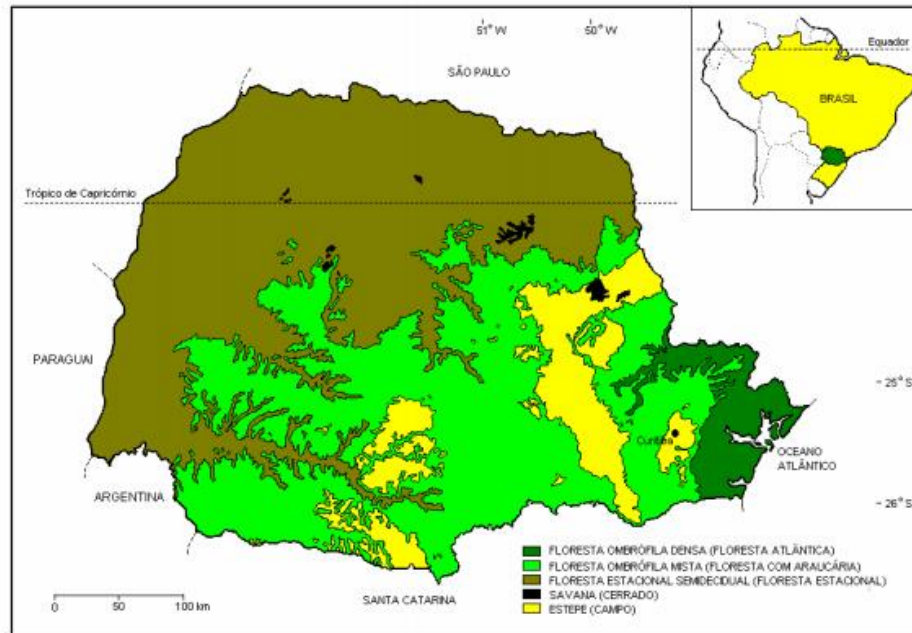 51° W
50° W
SÃO PAULO
Equador
BRASIL
Trópico de Capricórnio
PARAGUAI
25° S
Curitiba
OCEANO
ATLÂNTICO
ARGENTINA
26° S
FLORESTA OMBRÓFILA DENSA (FLORESTA ATLÂNTICA)
FLORESTA OMBRÓFILA MISTA (FLORESTA COM ARAUCÁRIA)
FLORESTA ESTACIONAL SEMIDECIDUAL (FLORESTA ESTACIONAL)
SAVANA (CERRADO)
ESTEPE (CAMPO)
0 50 100 km
SANTA CATARINA